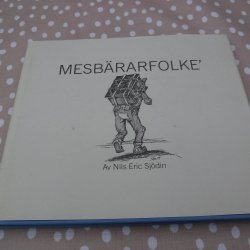 MESBÄRARFOLKE'
Av Nils Eric Sjödin